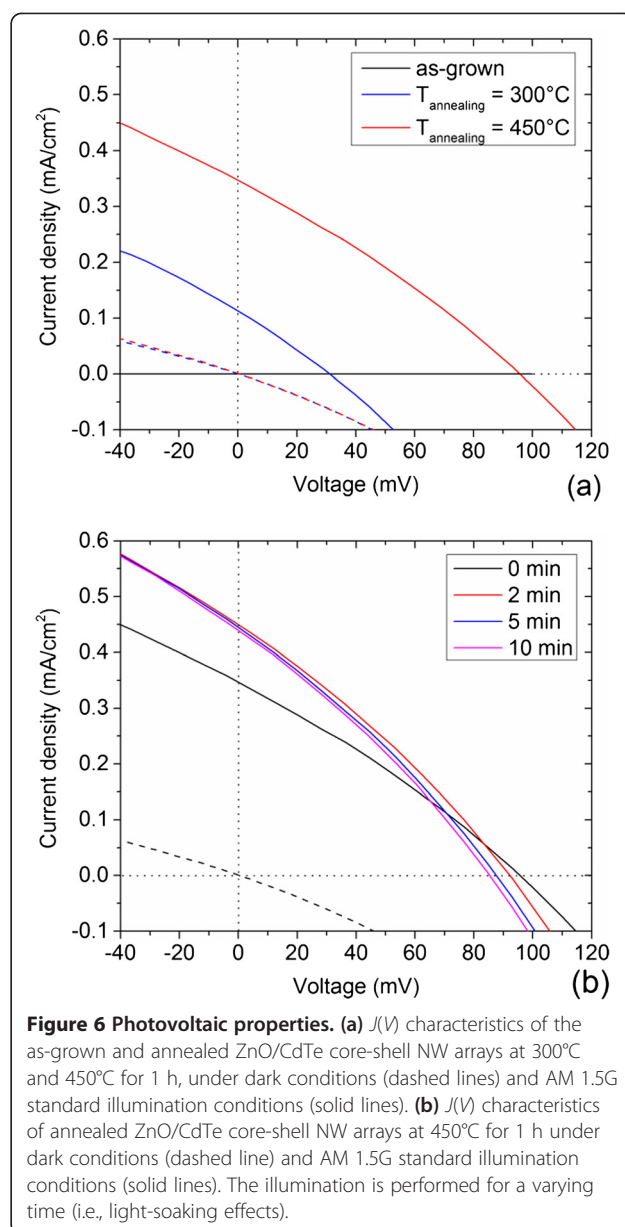 0.6
0.5
0.4
0.3
0.2
0.1
0.0
-0.1
Current density (mA/cm²)
as-grown
T annealing = 300°C
T annealing = 450°C
-40 -20 0 20 40 60 80 100 120
Voltage (mV)
(a)
0.6
0.5
0.4
0.3
0.2
0.1
0.0
-0.1
Current density (mA/cm²)
0 min
2 min
5 min
10 min
-40 -20 0 20 40 60 80 100 120
Voltage (mV)
(b)
Figure 6 Photovoltaic properties. (a) J(V) characteristics of the
as-grown and annealed ZnO/CdTe core-shell NW arrays at 300°C
and 450°C for 1 h, under dark conditions (dashed lines) and AM 1.5G
standard illumination conditions (solid lines). (b) J(V) characteristics
of annealed ZnO/CdTe core-shell NW arrays at 450°C for 1 h under
dark conditions (dashed line) and AM 1.5G standard illumination
conditions (solid lines). The illumination is performed for a varying
time (i.e., light-soaking effects).